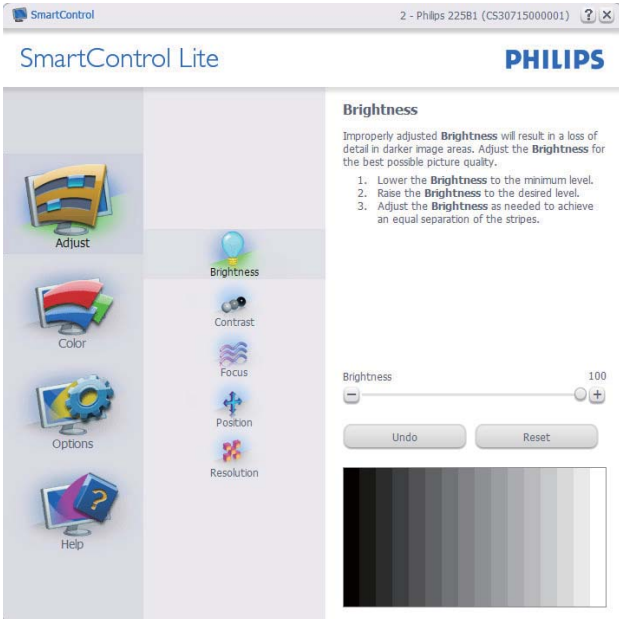 SmartControl
2 - Philips 225B1 (CS30715000001) ? X
SmartControl Lite
PHILIPS
Adjust
Color
Options
Help
Brightness
Contrast
Focus
Position
Resolution
Brightness
Improperly adjusted Brightness will result in a loss of
detail in darker image areas. Adjust the Brightness for
the best possible picture quality.
1. Lower the Brightness to the minimum level.
2. Raise the Brightness to the desired level.
3. Adjust the Brightness as needed to achieve
an equal separation of the stripes.
Brightness 100
Undo Reset